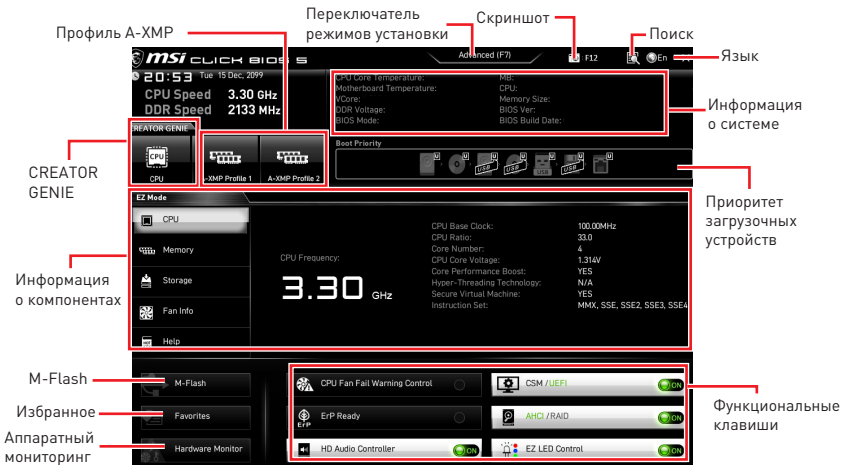 Переключатель
режимов установки
Скриншот
Профиль A-XMP
Поиск
Язык
msi CLICK BIOS 5
Advanced (F7)
F12
En
20:53 Tue 15 Dec, 2099
CPU Speed 3.30 GHz
DDR Speed 2133 MHz
CPU Core Temperature:
Motherboard Temperature:
VCore:
DDR Voltage:
BIOS Mode:
MB:
CPU:
Memory Size:
BIOS Ver:
BIOS Build Date:
Информация
о системе
CREATOR GENIE
CPU
CPU
A-XMP Profile 1
A-XMP Profile 2
Boot Priority
U
U
U
USB
U
USB
U
USB
U
USB
U
CREATOR
GENIE
Приоритет
загрузочных
устройств
EZ Mode
CPU
Memory
Storage
Fan Info
Help
CPU Frequency:
3.30 GHz
CPU Base Clock: 100.00MHz
CPU Ratio: 33.0
Core Number: 4
CPU Core Voltage: 1.314V
Core Performance Boost: YES
Hyper-Threading Technology: N/A
Secure Virtual Machine: YES
Instruction Set: MMX, SSE, SSE2, SSE3, SSE4
Информация
о компонентах
M-Flash
Избранное
Аппаратный
мониторинг
M-Flash
Favorites
Hardware Monitor
CPU Fan Fail Warning Control
CSM /UEFI
ON
ErP
ErP Ready
AHCI /RAID
ON
HD Audio Controller
ON
EZ LED Control
ON
Функциональные
клавиши